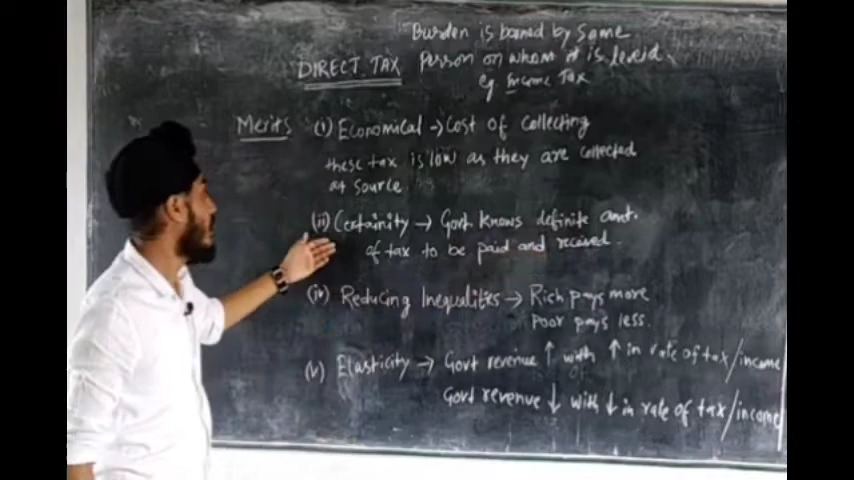 Burden is borned by same
DIRECT TAX person on whom it is levied.
eg Income Tax
Merits (i) Economical → Cost of collecting
these tax is low as they are collected
at source.
(ii) Certainity → Govt. knows definite amt.
of tax to be paid and received.
(iv) Reducing Inequalities → Rich pays more
Poor pays less.
(v) Elasticity → Govt revenue ↑ with ↑ in rate of tax/income
Govt revenue ↓ with ↓ in rate of tax/income